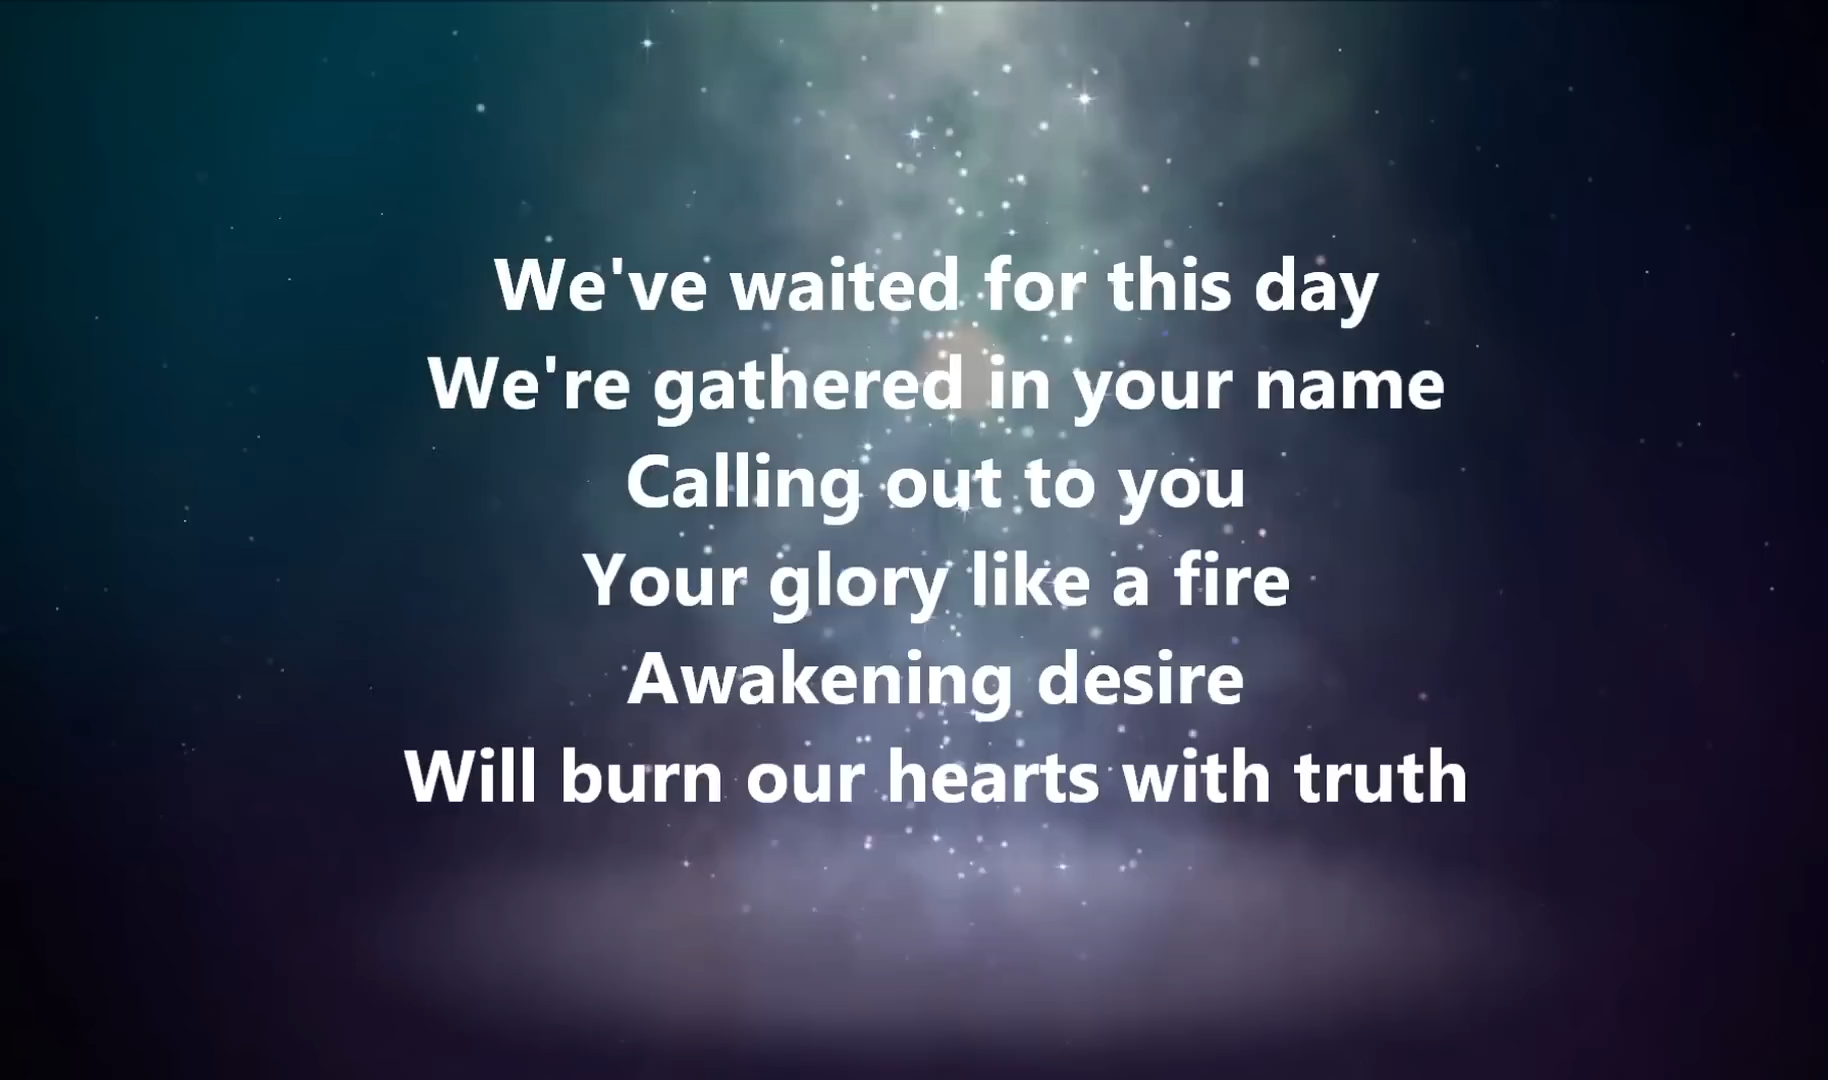 We've waited for this day
We're gathered in your name
Calling out to you
Your glory like a fire
Awakening desire
Will burn our hearts with truth